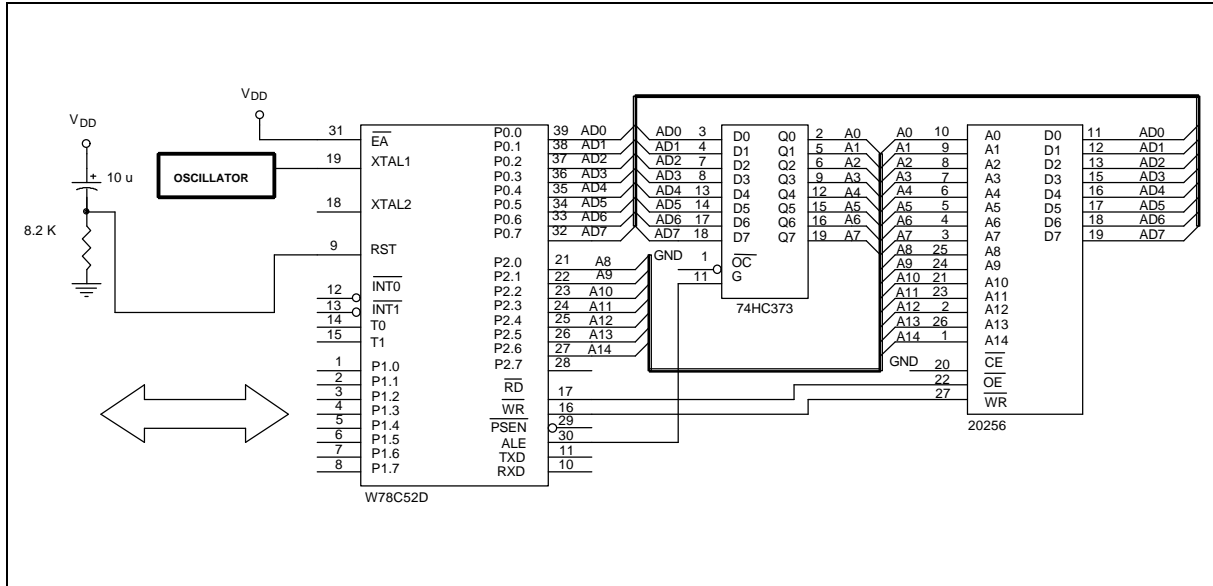 VDD
VDD
10 u
+
8.2 K
OSCILLATOR
31 EA
19 XTAL1
18 XTAL2
9 RST
12 INT0
13 INT1
14 T0
15 T1
1 P1.0
2 P1.1
3 P1.2
4 P1.3
5 P1.4
6 P1.5
7 P1.6
8 P1.7
P0.0 39 AD0
P0.1 38 AD1
P0.2 37 AD2
P0.3 36 AD3
P0.4 35 AD4
P0.5 34 AD5
P0.6 33 AD6
P0.7 32 AD7
P2.0 21 A8
P2.1 22 A9
P2.2 23 A10
P2.3 24 A11
P2.4 25 A12
P2.5 26 A13
P2.6 27 A14
P2.7 28
RD 17
WR 16
PSEN 29
ALE 30
TXD 11
RXD 10
W78C52D
AD0 3 D0 Q0 2 A0
AD1 4 D1 Q1 5 A1
AD2 7 D2 Q2 6 A2
AD3 8 D3 Q3 9 A3
AD4 13 D4 Q4 12 A4
AD5 14 D5 Q5 15 A5
AD6 17 D6 Q6 16 A6
AD7 18 D7 Q7 19 A7
GND 1 OC
11 G
74HC373
A0 10 A0 D0 11 AD0
A1 9 A1 D1 12 AD1
A2 8 A2 D2 13 AD2
A3 7 A3 D3 15 AD3
A4 6 A4 D4 16 AD4
A5 5 A5 D5 17 AD5
A6 4 A6 D6 18 AD6
A7 3 A7 D7 19 AD7
A8 25 A8
A9 24 A9
A10 21 A10
A11 23 A11
A12 2 A12
A13 26 A13
A14 1 A14
GND 20 CE
22 OE
27 WR
20256